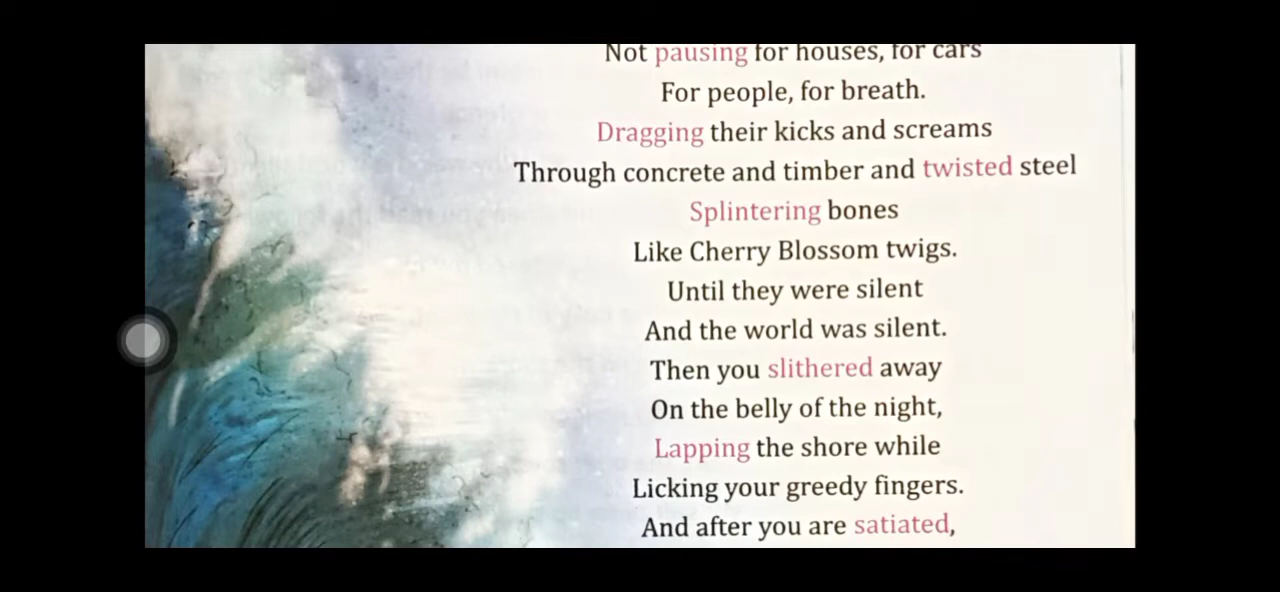 Not pausing for houses, for cars
For people, for breath.
Dragging their kicks and screams
Through concrete and timber and twisted steel
Splintering bones
Like Cherry Blossom twigs.
Until they were silent
And the world was silent.
Then you slithered away
On the belly of the night,
Lapping the shore while
Licking your greedy fingers.
And after you are satiated,